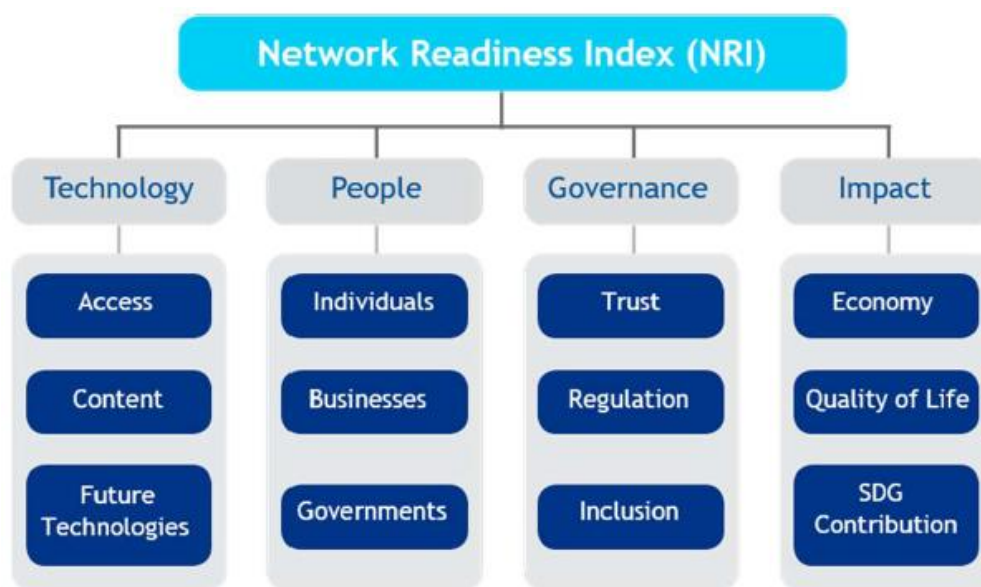 Network Readiness Index (NRI)
Technology
People
Governance
Impact
Access
Individuals
Trust
Economy
Content
Businesses
Regulation
Quality of Life
Future
Technologies
Governments
Inclusion
SDG
Contribution